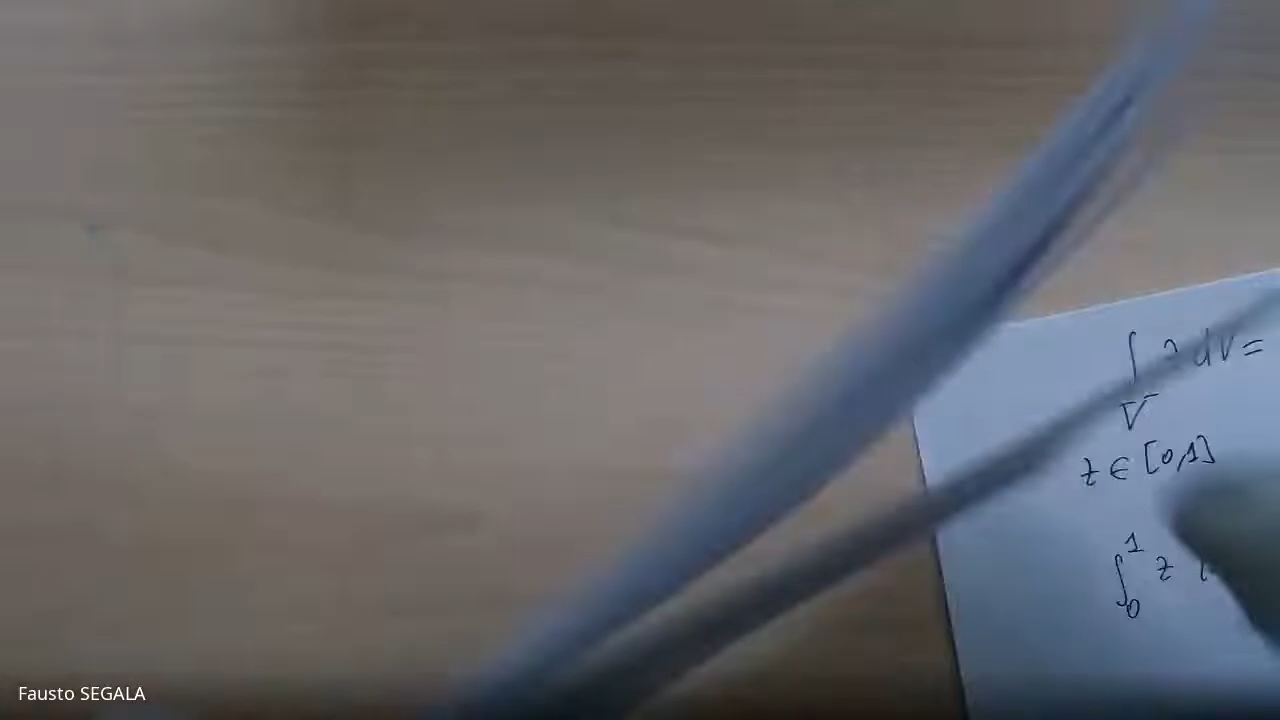 ∫ z dV =
V
z ∈ [0,1]
∫₀¹ z
Fausto SEGALA